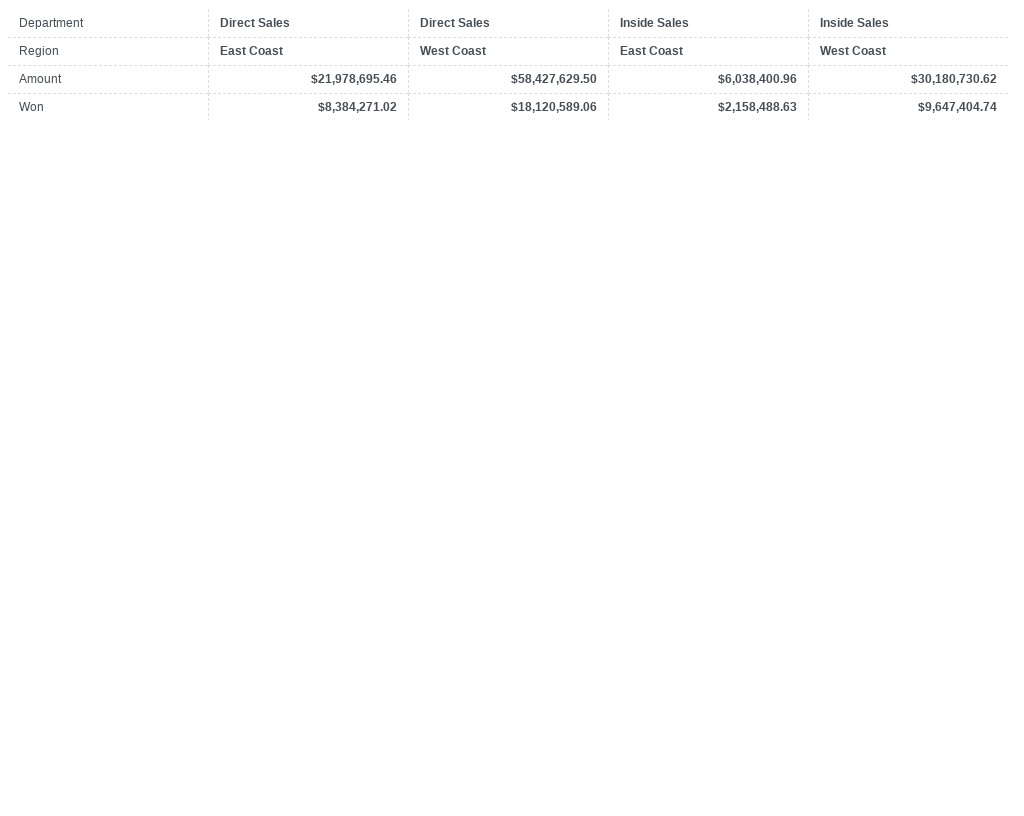 Department Direct Sales Direct Sales Inside Sales Inside Sales
Region East Coast West Coast East Coast West Coast
Amount $21,978,695.46 $58,427,629.50 $6,038,400.96 $30,180,730.62
Won $8,384,271.02 $18,120,589.06 $2,158,488.63 $9,647,404.74